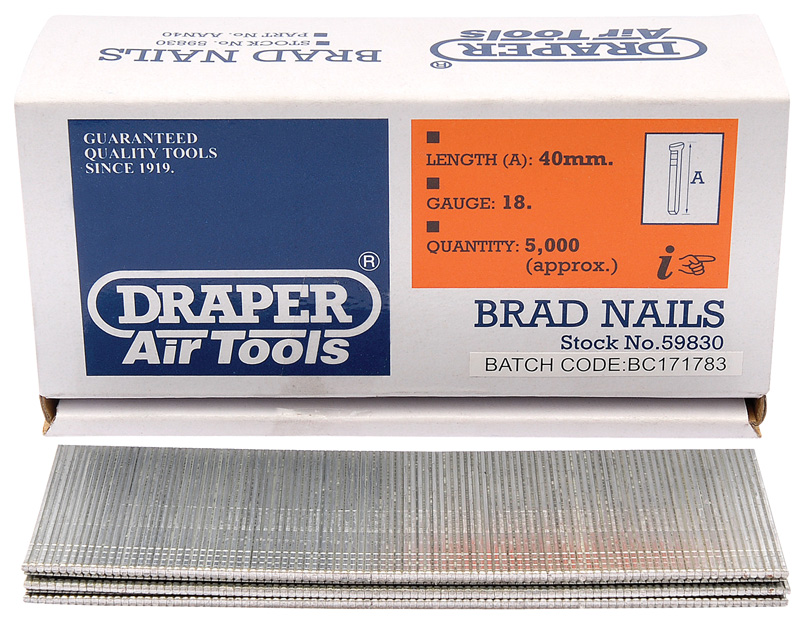 BRAD NAILS
STOCK No. 59830
PART No. AAN40
DRAPER®
Air Tools
GUARANTEED
QUALITY TOOLS
SINCE 1919.
DRAPER®
Air Tools
LENGTH (A): 40mm.
GAUGE: 18.
QUANTITY: 5,000
(approx.)
A
i
BRAD NAILS
Stock No.59830
BATCH CODE:BC171783